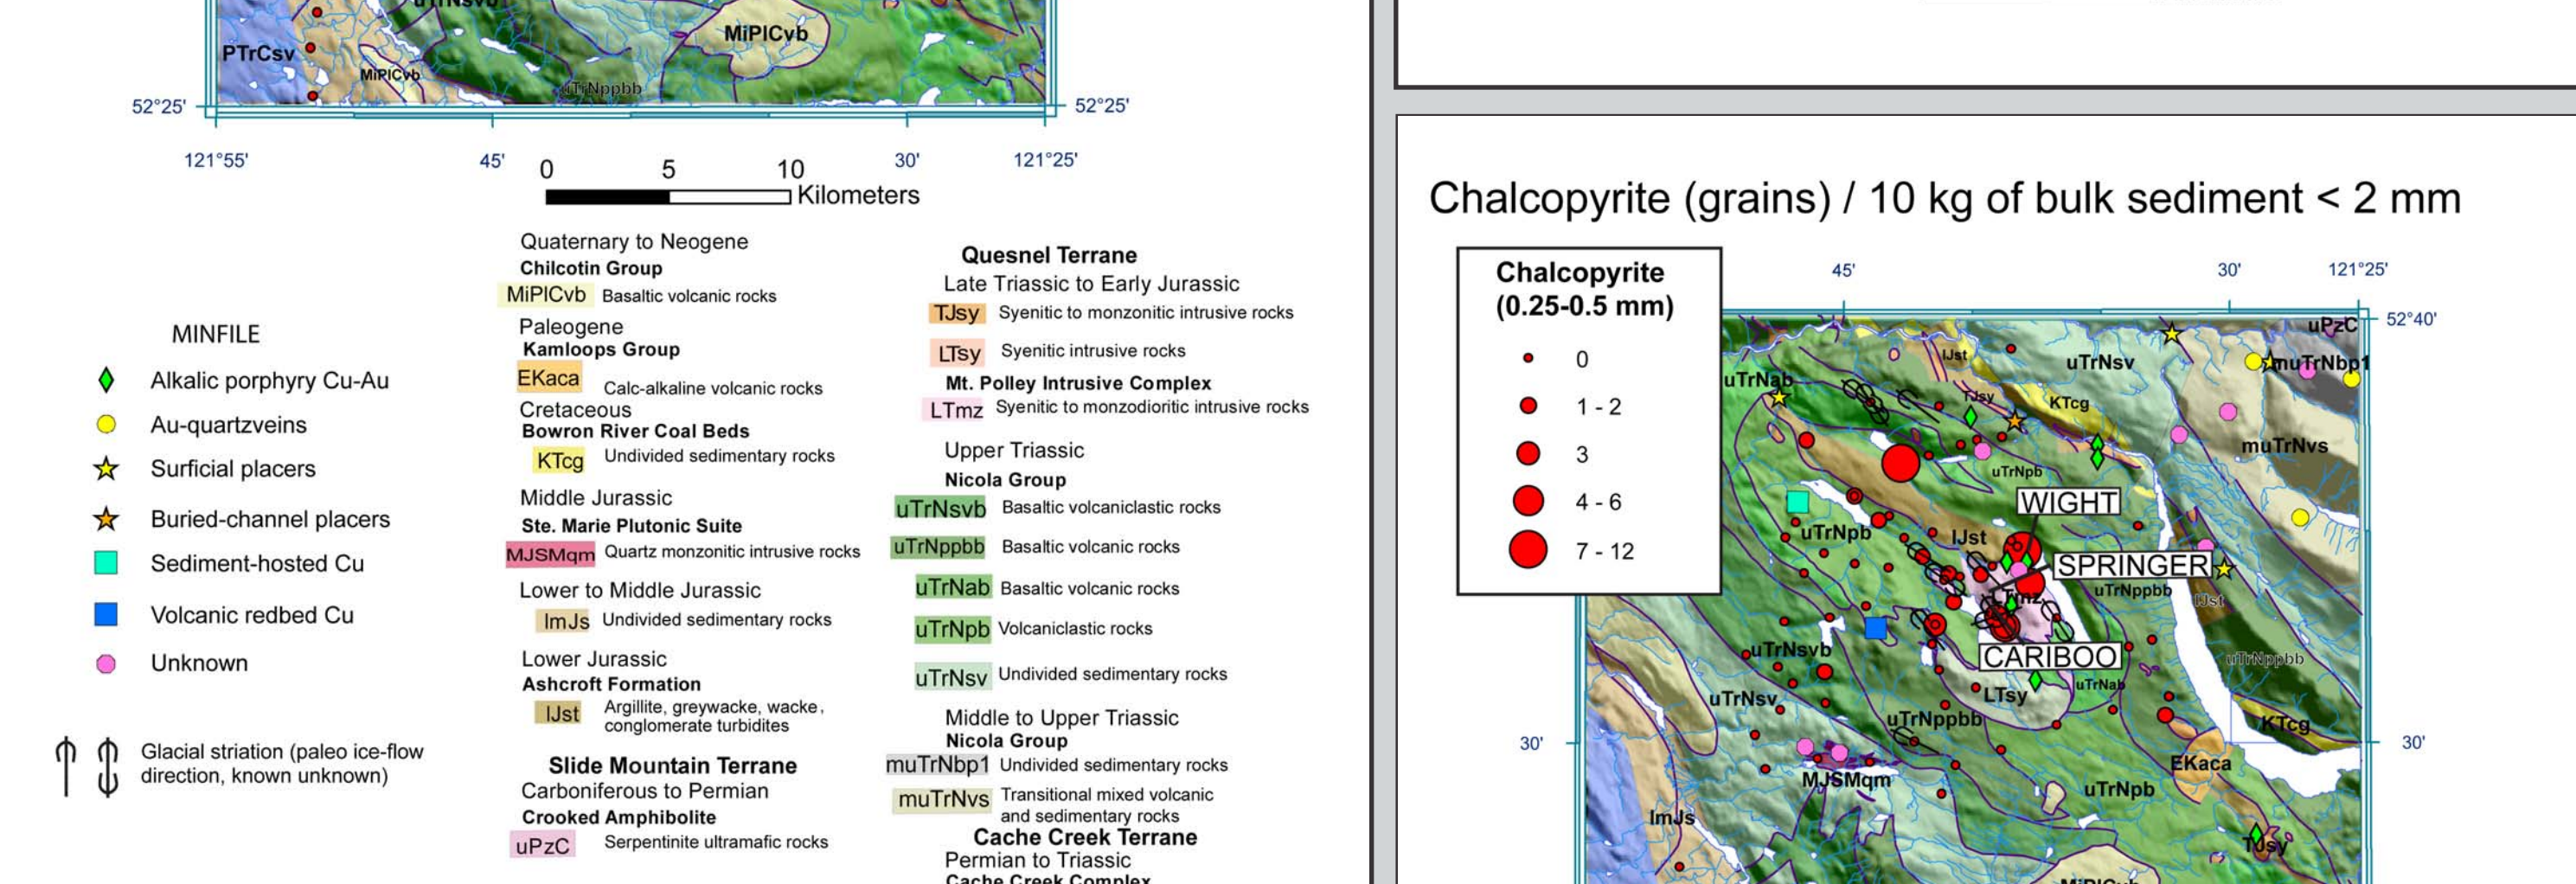 uTrNsvb
MiPlCvb
PTrCsv
MiPlCvb
uTrNppbb
52°25'
52°25'
121°55'
45'
30'
121°25'
0 5 10
Kilometers
MINFILE
Alkalic porphyry Cu-Au
Au-quartzveins
Surficial placers
Buried-channel placers
Sediment-hosted Cu
Volcanic redbed Cu
Unknown
Glacial striation (paleo ice-flow
direction, known unknown)
Quaternary to Neogene
Chilcotin Group
MiPlCvb Basaltic volcanic rocks
Paleogene
Kamloops Group
EKaca Calc-alkaline volcanic rocks
Cretaceous
Bowron River Coal Beds
KTcg Undivided sedimentary rocks
Middle Jurassic
Ste. Marie Plutonic Suite
MJSMqm Quartz monzonitic intrusive rocks
Lower to Middle Jurassic
lmJs Undivided sedimentary rocks
Lower Jurassic
Ashcroft Formation
lJst Argillite, greywacke, wacke,
conglomerate turbidites
Slide Mountain Terrane
Carboniferous to Permian
Crooked Amphibolite
uPzC Serpentinite ultramafic rocks
Quesnel Terrane
Late Triassic to Early Jurassic
TJsy Syenitic to monzonitic intrusive rocks
LTsy Syenitic intrusive rocks
Mt. Polley Intrusive Complex
LTmz Syenitic to monzodioritic intrusive rocks
Upper Triassic
Nicola Group
uTrNsvb Basaltic volcaniclastic rocks
uTrNppbb Basaltic volcanic rocks
uTrNab Basaltic volcanic rocks
uTrNpb Volcaniclastic rocks
uTrNsv Undivided sedimentary rocks
Middle to Upper Triassic
Nicola Group
muTrNbp1 Undivided sedimentary rocks
muTrNvs Transitional mixed volcanic
and sedimentary rocks
Cache Creek Terrane
Permian to Triassic
Cache Creek Complex
Chalcopyrite (grains) / 10 kg of bulk sediment < 2 mm
Chalcopyrite
(0.25-0.5 mm)
0
1 - 2
3
4 - 6
7 - 12
45'
30'
121°25'
52°40'
uPzC
lJst
uTrNsv
muTrNbp1
uTrNab
TJsy
KTcg
muTrNvs
uTrNpb
WIGHT
uTrNpb
lJst
SPRINGER
uTrNppbb
LTmz
lJst
CARIBOO
uTrNsvb
uTrNppbb
uTrNsv
LTsy
uTrNab
uTrNppbb
KTcg
30'
30'
EKaca
MJSMqm
uTrNpb
lmJs
TJsy
MiPlCvb